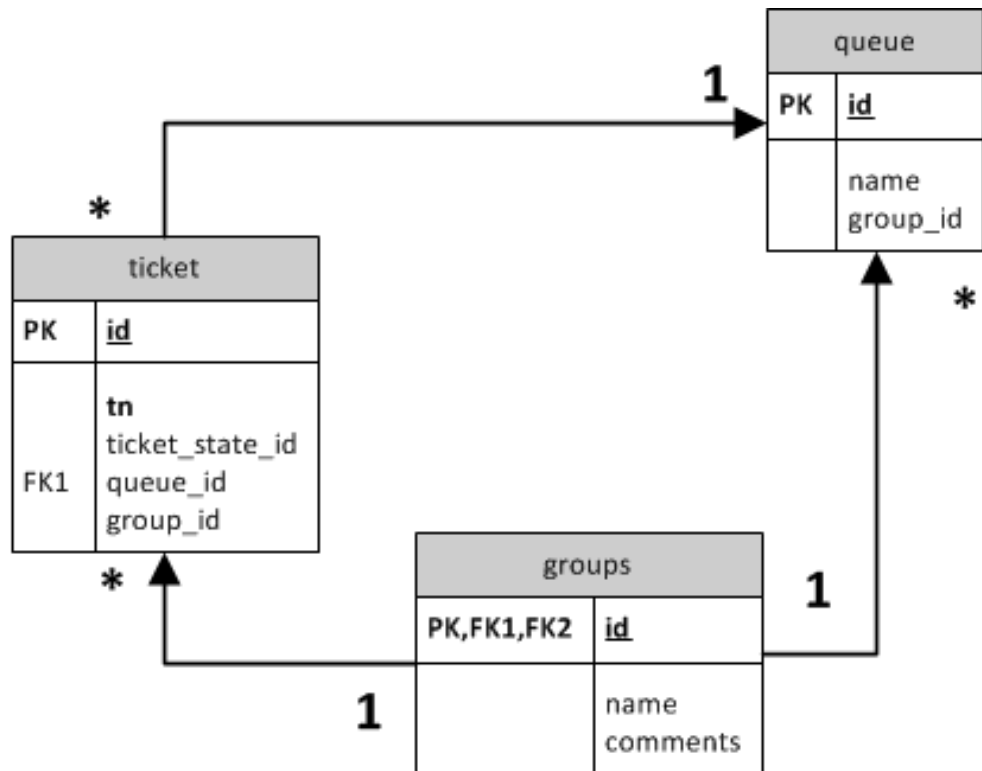 queue
1
PK id
name
group_id
*
*
ticket
PK id
tn
ticket_state_id
FK1 queue_id
group_id
*
groups
1
PK,FK1,FK2 id
1
name
comments